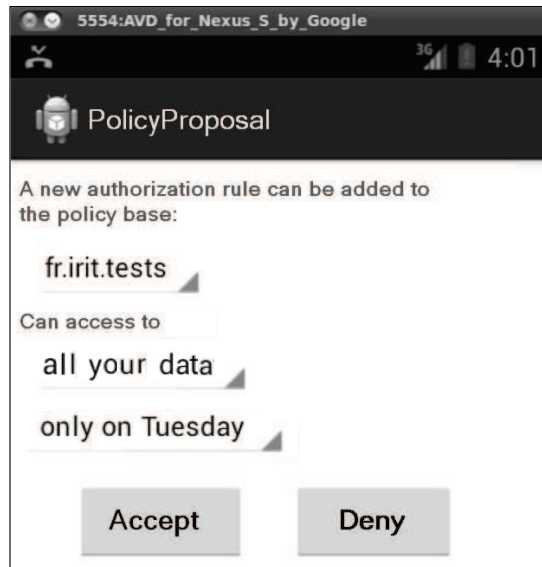 5554:AVD_for_Nexus_S_by_Google
3G 4:01
PolicyProposal
A new authorization rule can be added to
the policy base:
fr.irit.tests
Can access to
all your data
only on Tuesday
Accept Deny